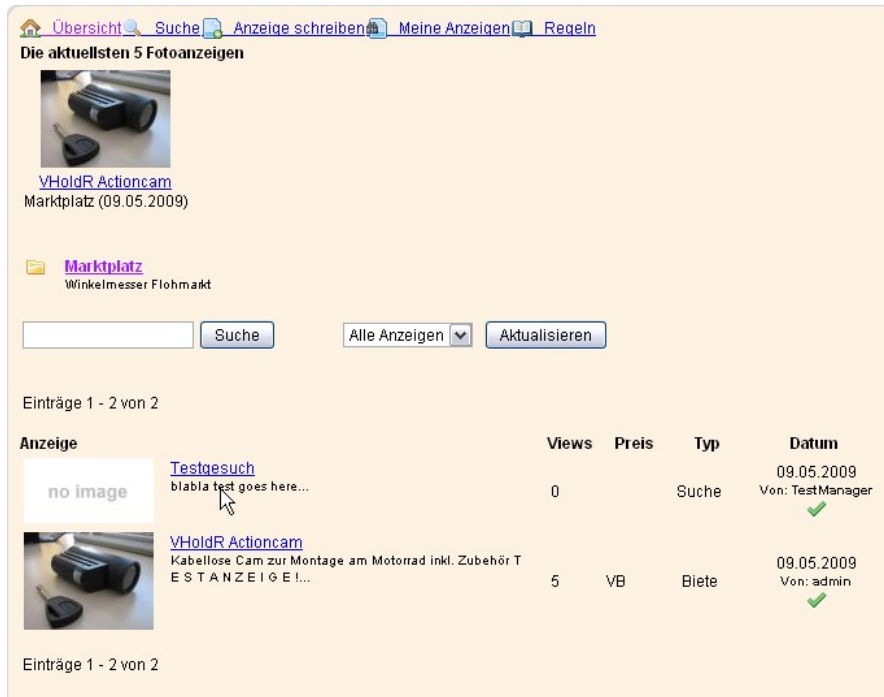 Übersicht Suche Anzeige schreiben Meine Anzeigen Regeln
Die aktuellsten 5 Fotoanzeigen
VHoldR Actioncam
Marktplatz (09.05.2009)
Marktplatz
Winkelmesser Flohmarkt
Suche Alle Anzeigen Aktualisieren
Einträge 1 - 2 von 2
Anzeige Views Preis Typ Datum
no image
Testgesuch
blabla test goes here...
0 Suche
09.05.2009
Von: TestManager
VHoldR Actioncam
Kabellose Cam zur Montage am Motorrad inkl. Zubehör T
E S T A N Z E I G E !...
5 VB Biete
09.05.2009
Von: admin
Einträge 1 - 2 von 2